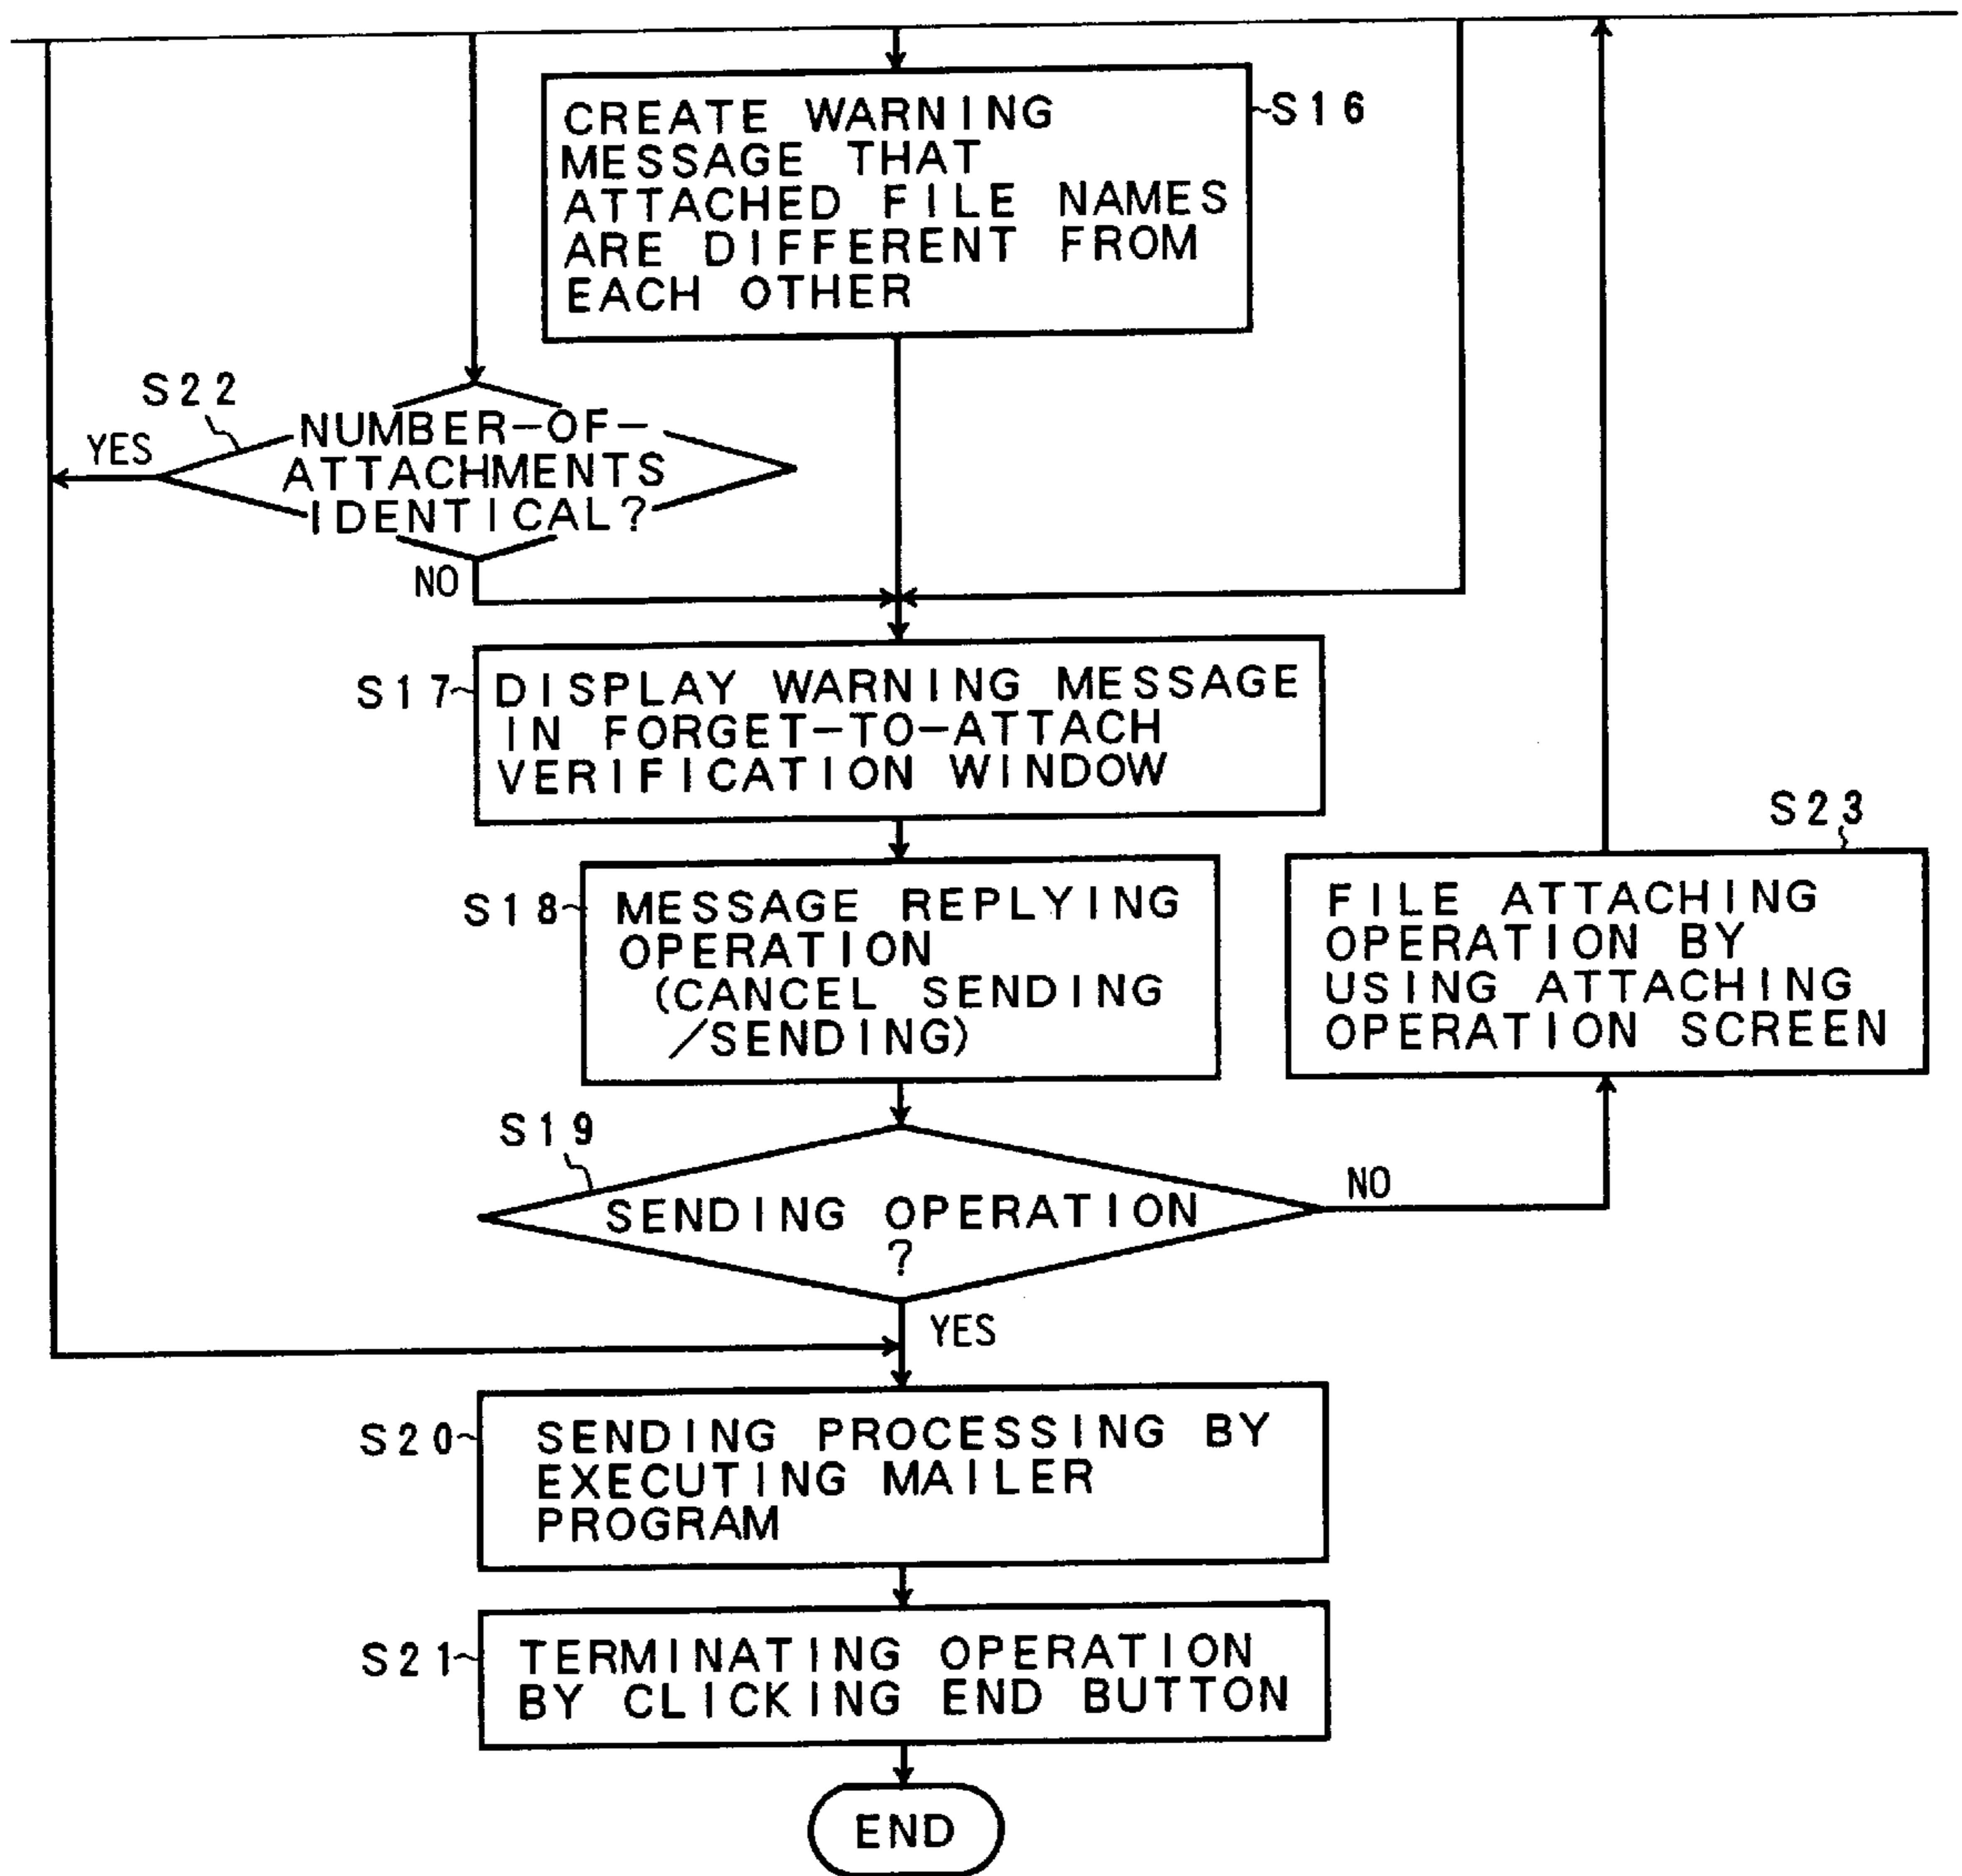 CREATE WARNING
MESSAGE THAT
ATTACHED FILE NAMES
ARE DIFFERENT FROM
EACH OTHER
S16
S22
YES
NUMBER-OF-
ATTACHMENTS
IDENTICAL?
NO
S17
DISPLAY WARNING MESSAGE
IN FORGET-TO-ATTACH
VERIFICATION WINDOW
S18
MESSAGE REPLYING
OPERATION
(CANCEL SENDING
/SENDING)
S23
FILE ATTACHING
OPERATION BY
USING ATTACHING
OPERATION SCREEN
S19
SENDING OPERATION
?
NO
YES
S20
SENDING PROCESSING BY
EXECUTING MAILER
PROGRAM
S21
TERMINATING OPERATION
BY CLICKING END BUTTON
END